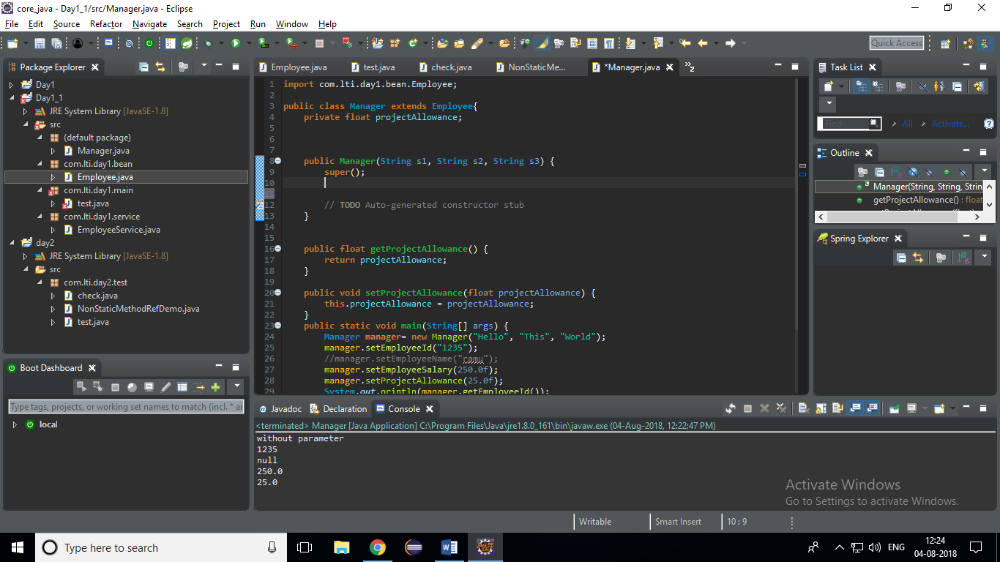 core_java - Day1_1/src/Manager.java - Eclipse
File Edit Source Refactor Navigate Search Project Run Window Help
Quick Access
Package Explorer
Day1
Day1_1
JRE System Library [JavaSE-1.8]
src
(default package)
Manager.java
com.lti.day1.bean
Employee.java
com.lti.day1.main
test.java
com.lti.day1.service
EmployeeService.java
day2
JRE System Library [JavaSE-1.8]
src
com.lti.day2.test
check.java
NonStaticMethodRefDemo.java
test.java
Boot Dashboard
Type tags, projects, or working set names to match (incl. * ar
local
Employee.java test.java check.java NonStaticMe... *Manager.java »2
1 import com.lti.day1.bean.Employee;
2
3 public class Manager extends Employee{
4 private float projectAllowance;
5
6
7
8 public Manager(String s1, String s2, String s3) {
9 super();
10
11
12 // TODO Auto-generated constructor stub
13 }
14
15
16 public float getProjectAllowance() {
17 return projectAllowance;
18 }
19
20 public void setProjectAllowance(float projectAllowance) {
21 this.projectAllowance = projectAllowance;
22 }
23 public static void main(String[] args) {
24 Manager manager= new Manager("Hello", "This", "World");
25 manager.setEmployeeId("1235");
26 //manager.setEmployeeName("ramu");
27 manager.setEmployeeSalary(250.0f);
28 manager.setProjectAllowance(25.0f);
29 System.out.println(manager.getEmployeeId());
Javadoc Declaration Console
<terminated> Manager [Java Application] C:\Program Files\Java\jre1.8.0_161\bin\javaw.exe (04-Aug-2018, 12:22:47 PM)
without parameter
1235
null
250.0
25.0
Task List
Find All Activate...
Outline
Manager(String, String, Strin
getProjectAllowance() : float
Spring Explorer
Activate Windows
Go to Settings to activate Windows.
Writable Smart Insert 10 : 9
Type here to search
ENG
12:24
04-08-2018